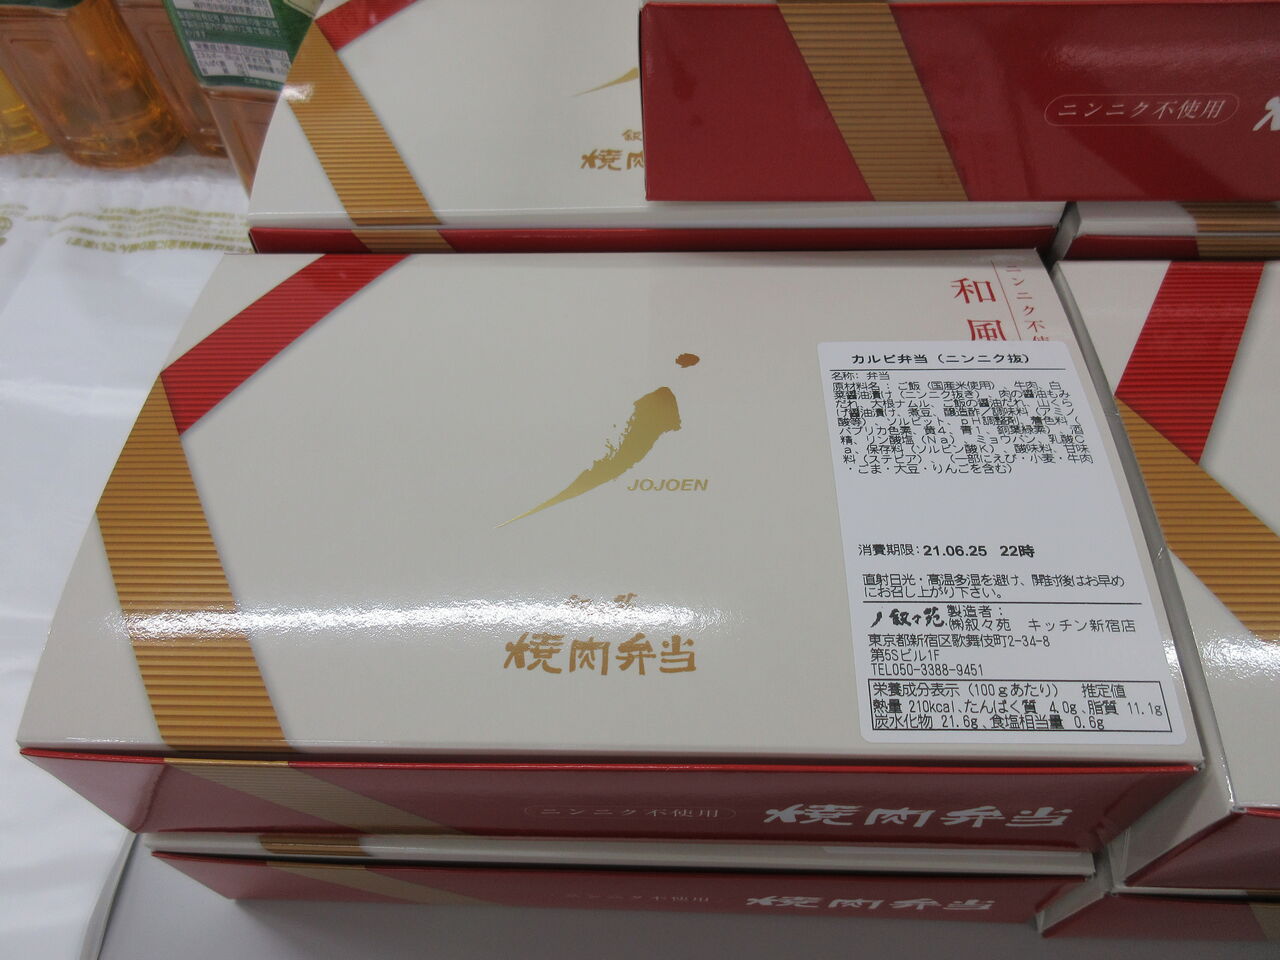 ニンニク不使用
焼肉
和風
ニンニク不使
JOJOEN
焼肉弁当
カルビ弁当（ニンニク抜）
名称：弁当
原材料名：ご飯（国産米使用）、牛肉、白
菜醤油漬け（ニンニク抜き）、肉の醤油もみ
だれ、大根ナムル、ご飯の醤油だれ、山くら
げ醤油漬け、煮豆、醸造酢／調味料（アミノ
酸等）、ソルビット、ｐH調整剤、着色料（
パプリカ色素、黄４、青１、銅葉緑素）、酒
精、リン酸塩（Na）、ミョウバン、乳酸C
a、保存料（ソルビン酸K）、酸味料、甘味
料（ステビア）、（一部にえび・小麦・牛肉
・ごま・大豆・りんごを含む）
消費期限：21.06.25 22時
直射日光・高温多湿を避け、開封後はお早め
にお召し上がり下さい。
叙々苑 製造者：
㈱叙々苑 キッチン新宿店
東京都新宿区歌舞伎町2-34-8
第5Sビル1F
TEL050-3388-9451
栄養成分表示（100ｇあたり） 推定値
熱量 210kcal、たんぱく質 4.0g、脂質 11.1g
炭水化物 21.6g、食塩相当量 0.6g
ニンニク不使用 焼肉弁当
ニンニク不使用 焼肉弁当